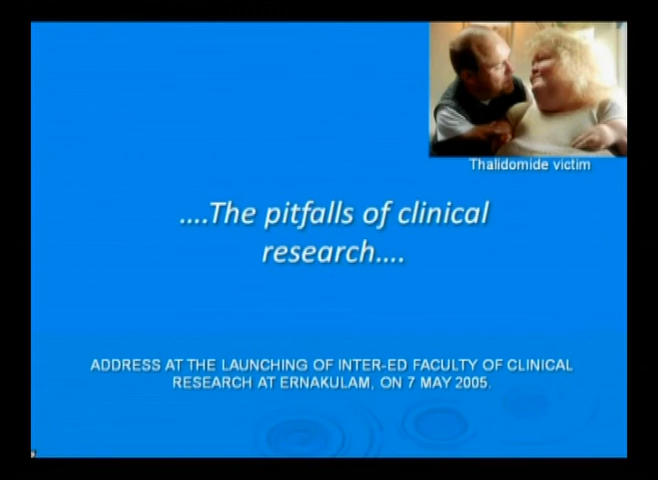 Thalidomide victim
....The pitfalls of clinical
research....
ADDRESS AT THE LAUNCHING OF INTER-ED FACULTY OF CLINICAL
RESEARCH AT ERNAKULAM, ON 7 MAY 2005.